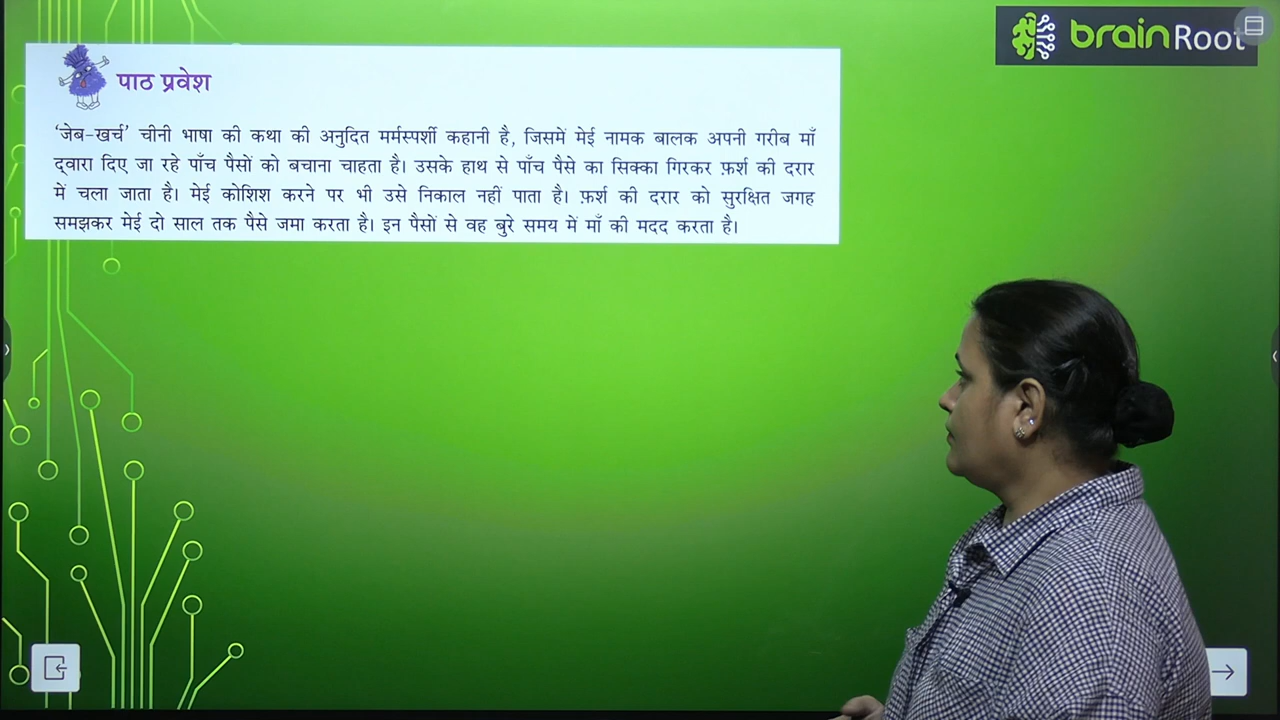 brainRoot
पाठ प्रवेश
‘जेब-खर्च’ चीनी भाषा की कथा की अनुदित मर्मस्पर्शी कहानी है, जिसमें मेई नामक बालक अपनी गरीब माँ
द्‌वारा दिए जा रहे पाँच पैसों को बचाना चाहता है। उसके हाथ से पाँच पैसे का सिक्का गिरकर फ़र्श की दरार
में चला जाता है। मेई कोशिश करने पर भी उसे निकाल नहीं पाता है। फ़र्श की दरार को सुरक्षित जगह
समझकर मेई दो साल तक पैसे जमा करता है। इन पैसों से वह बुरे समय में माँ की मदद करता है।